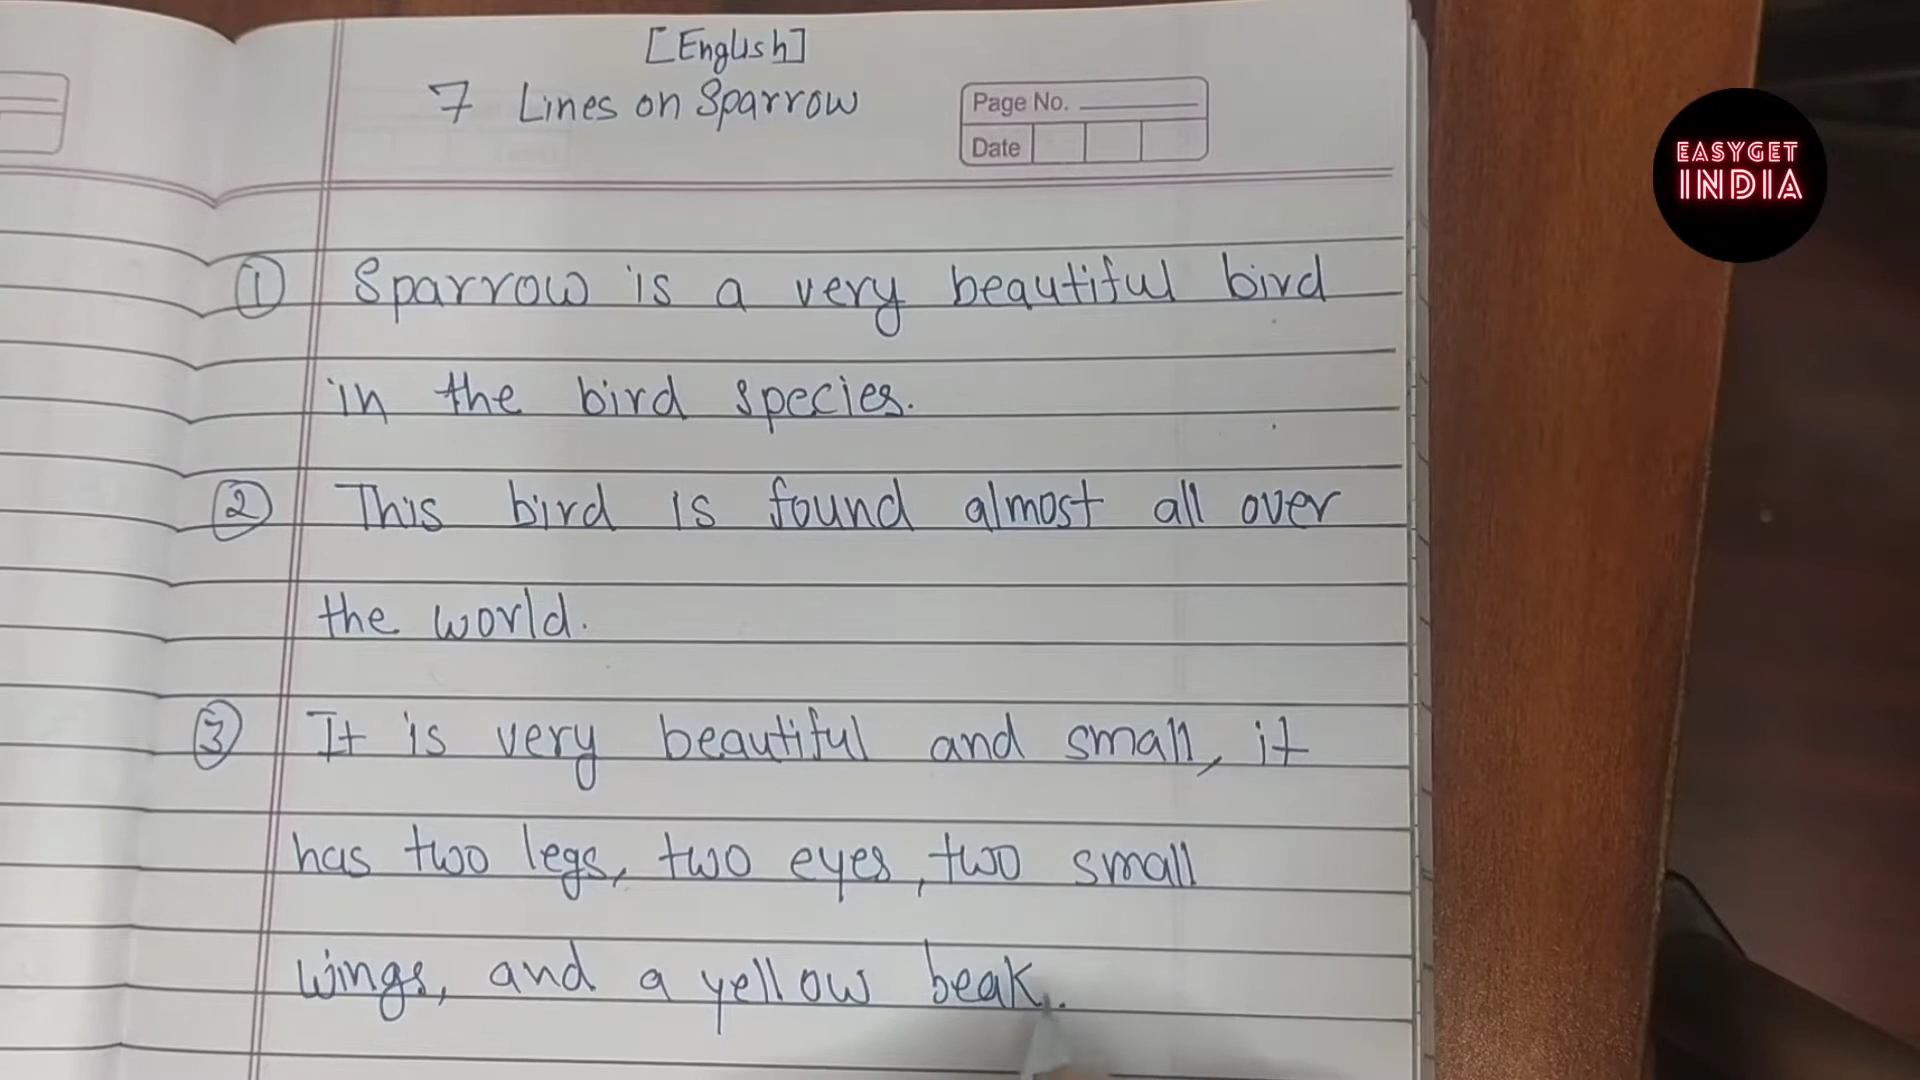 [English]
7 Lines on Sparrow
Page No.
Date
EASYGET
INDIA
① Sparrow is a very beautiful bird
in the bird species.
② This bird is found almost all over
the world.
③ It is very beautiful and small, it
has two legs, two eyes, two small
wings, and a yellow beak.